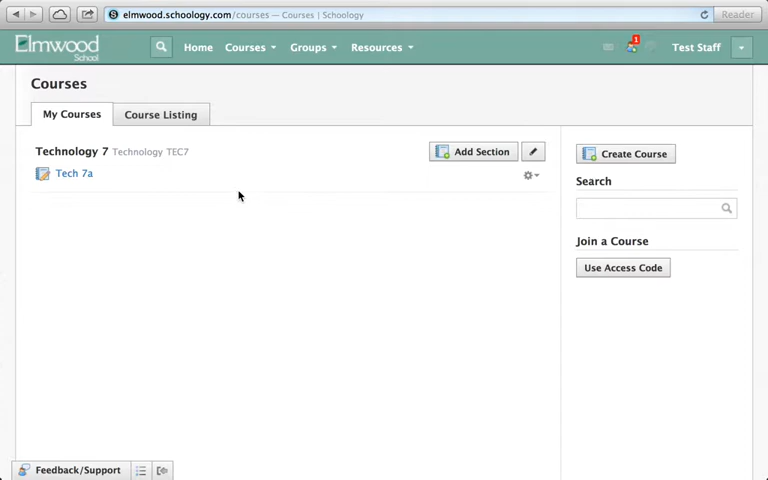 elmwood.schoology.com/courses — Courses | Schoology
Reader
Elmwood School
Home
Courses
Groups
Resources
1
Test Staff
Courses
My Courses
Course Listing
Technology 7 Technology TEC7
Add Section
Tech 7a
Create Course
Search
Join a Course
Use Access Code
Feedback/Support